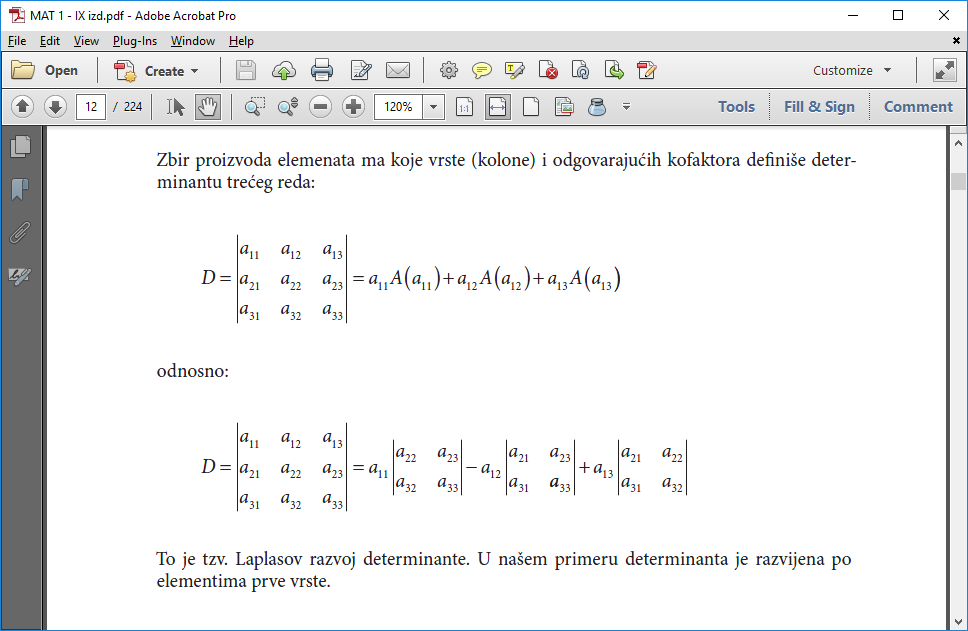 MAT 1 - IX izd.pdf - Adobe Acrobat Pro
File Edit View Plug-Ins Window Help
Open Create Customize
12 / 224 1:1 120% Tools Fill & Sign Comment
Zbir proizvoda elemenata ma koje vrste (kolone) i odgovarajućih kofaktora definiše deter-
minantu trećeg reda:
D = |a₁₁ a₁₂ a₁₃|
|a₂₁ a₂₂ a₂₃| = a₁₁A(a₁₁) + a₁₂A(a₁₂) + a₁₃A(a₁₃)
|a₃₁ a₃₂ a₃₃|
odnosno:
D = |a₁₁ a₁₂ a₁₃|
|a₂₁ a₂₂ a₂₃| = a₁₁ |a₂₂ a₂₃| − a₁₂ |a₂₁ a₂₃| + a₁₃ |a₂₁ a₂₂|
|a₃₁ a₃₂ a₃₃| |a₃₂ a₃₃| |a₃₁ a₃₃| |a₃₁ a₃₂|
To je tzv. Laplasov razvoj determinante. U našem primeru determinanta je razvijena po
elementima prve vrste.